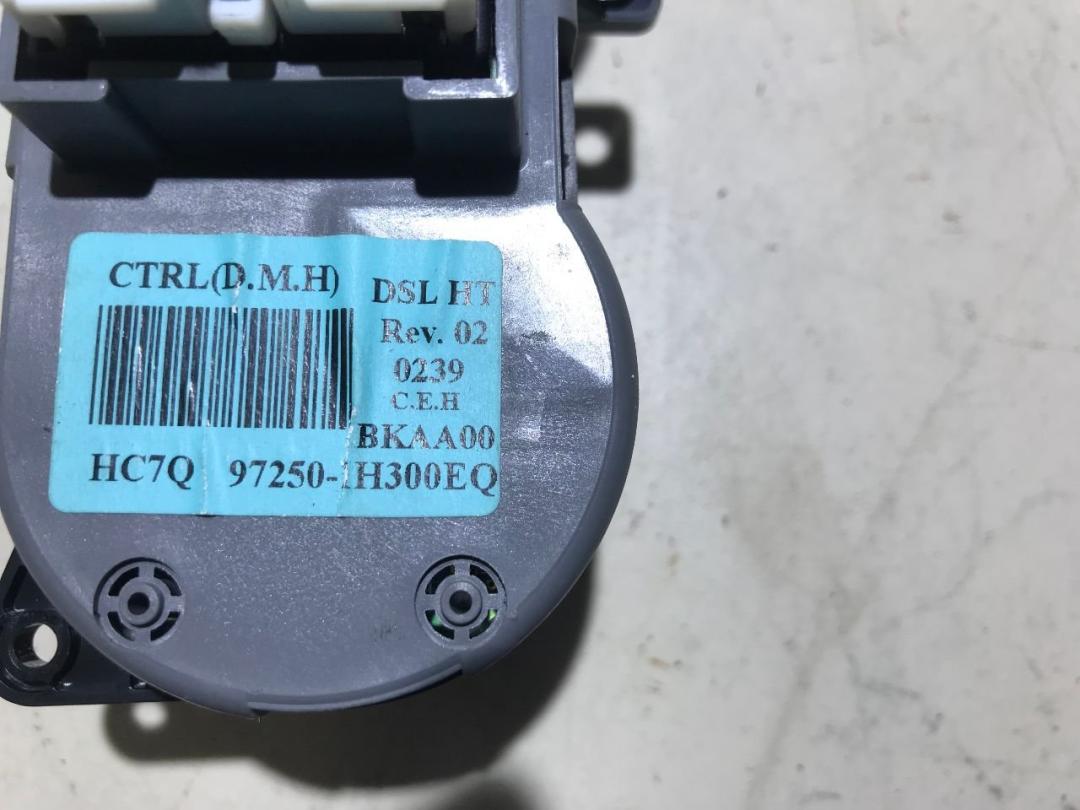 CTRL(D.M.H)
DSL HT
Rev. 02
0239
C.E.H
BKAA00
HC7Q 97250-1H300EQ